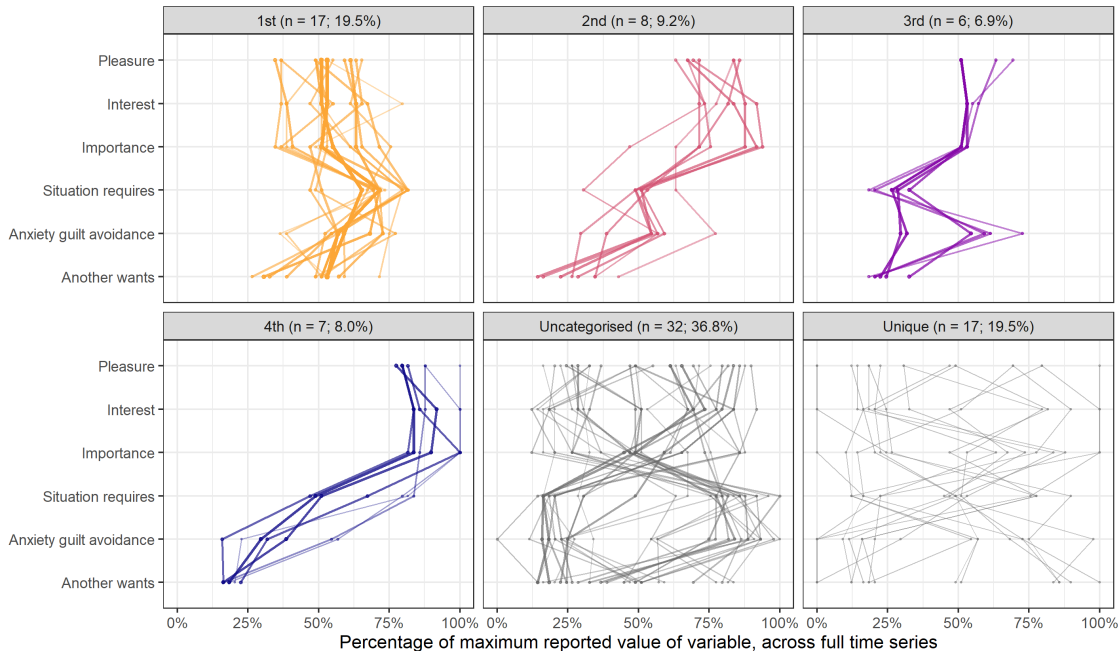 1st (n = 17; 19.5%)
2nd (n = 8; 9.2%)
3rd (n = 6; 6.9%)
Pleasure
Interest
Importance
Situation requires
Anxiety guilt avoidance
Another wants
4th (n = 7; 8.0%)
Uncategorised (n = 32; 36.8%)
Unique (n = 17; 19.5%)
Pleasure
Interest
Importance
Situation requires
Anxiety guilt avoidance
Another wants
0% 25% 50% 75% 100% 0% 25% 50% 75% 100% 0% 25% 50% 75% 100%
Percentage of maximum reported value of variable, across full time series